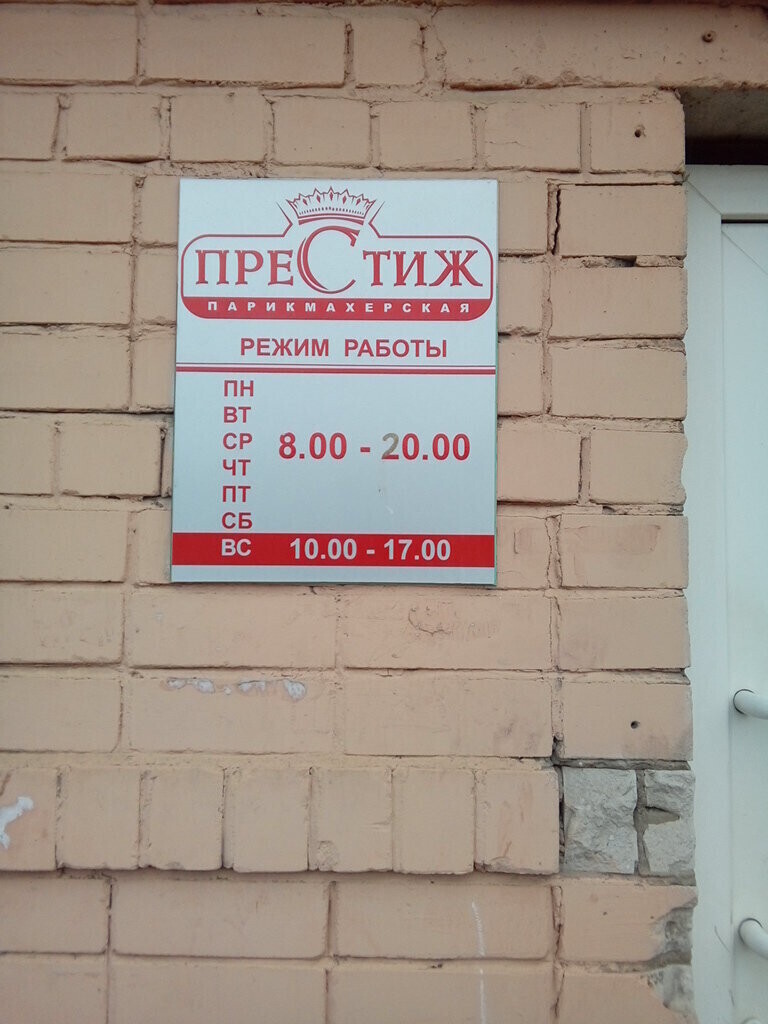 ПРЕСТИЖ
ПАРИКМАХЕРСКАЯ
РЕЖИМ РАБОТЫ
ПН
ВТ
СР 8.00 - 20.00
ЧТ
ПТ
СБ
ВС 10.00 - 17.00